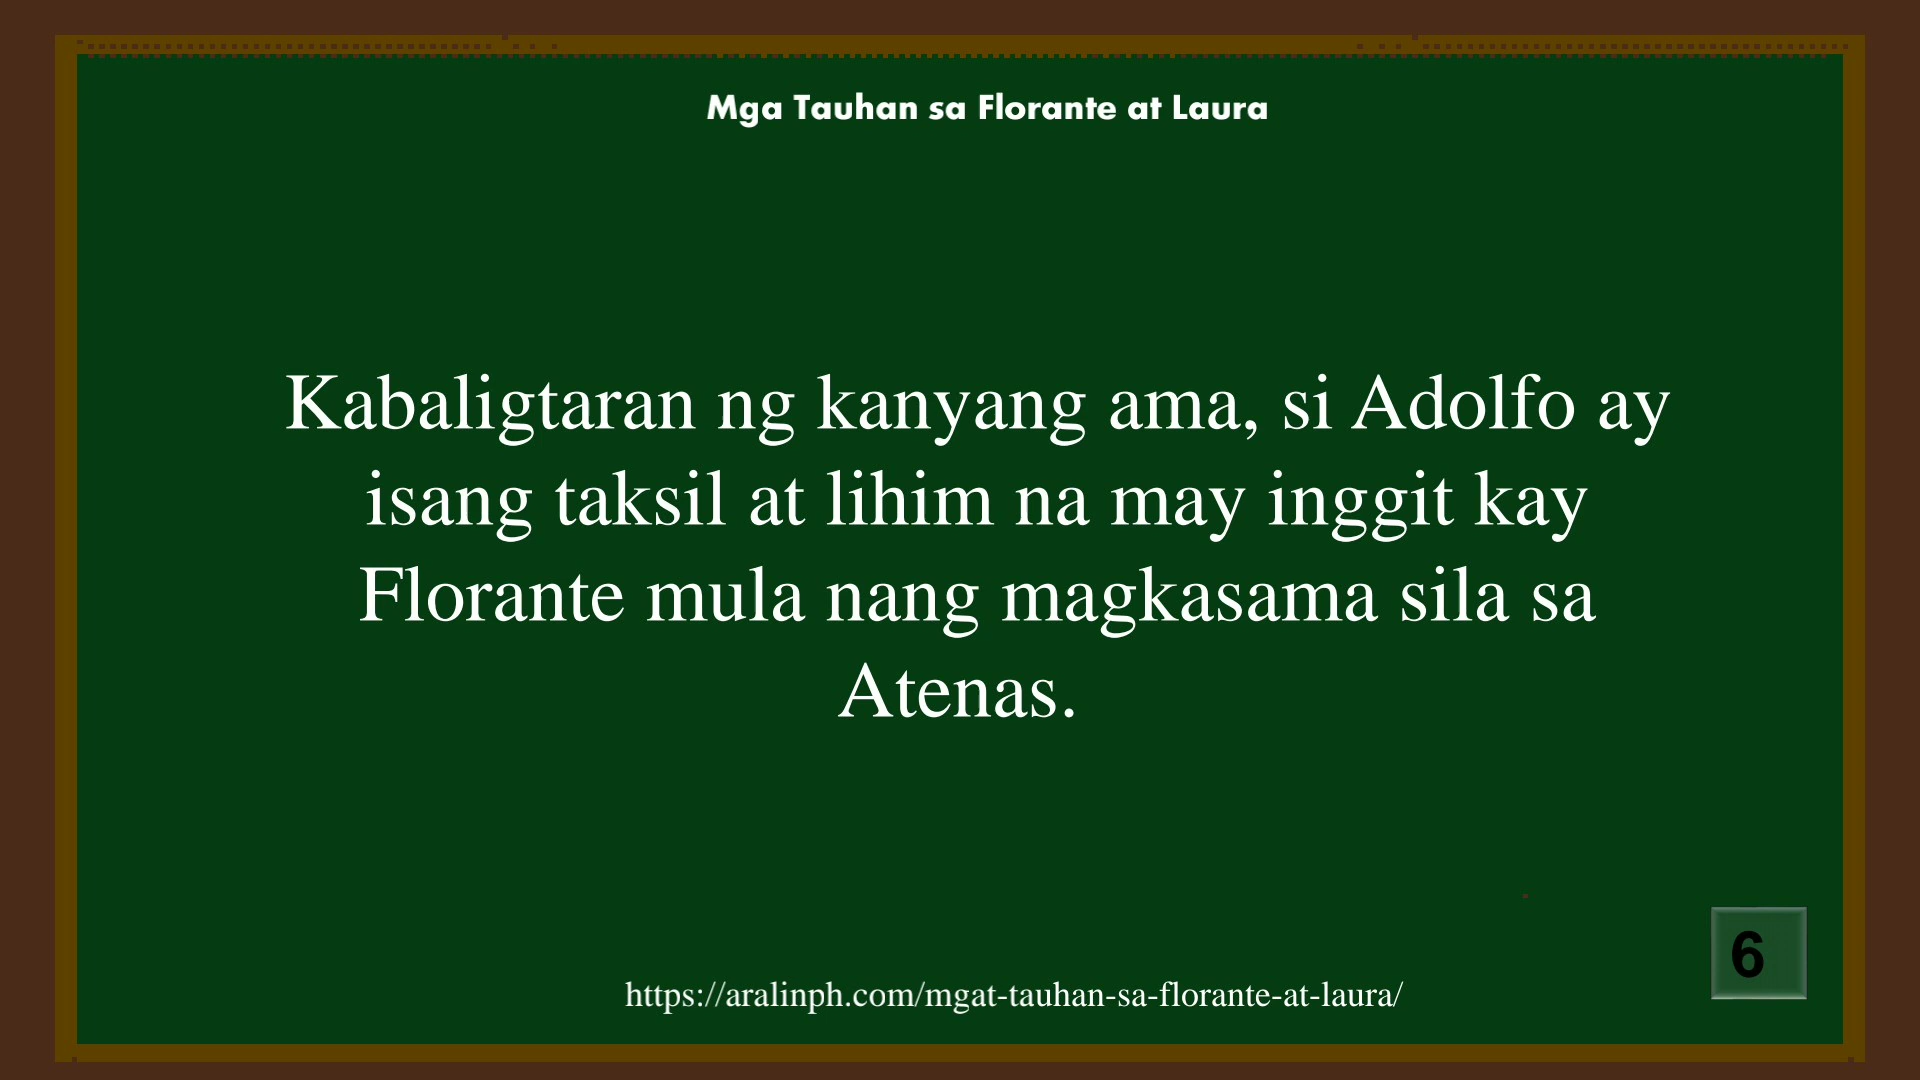 Mga Tauhan sa Florante at Laura
Kabaligtaran ng kanyang ama, si Adolfo ay
isang taksil at lihim na may inggit kay
Florante mula nang magkasama sila sa
Atenas.
6
https://aralinph.com/mgat-tauhan-sa-florante-at-laura/